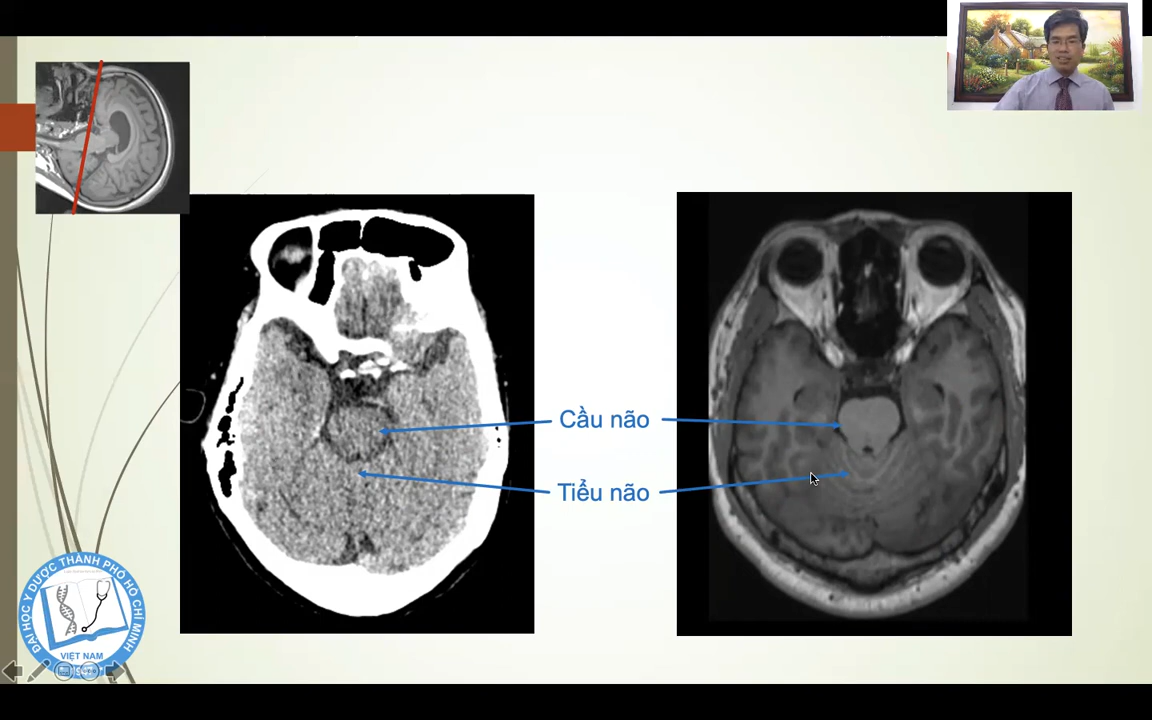 Cầu não
Tiểu não
ĐẠI HỌC Y DƯỢC THÀNH PHỐ HỒ CHÍ MINH
VIỆT NAM